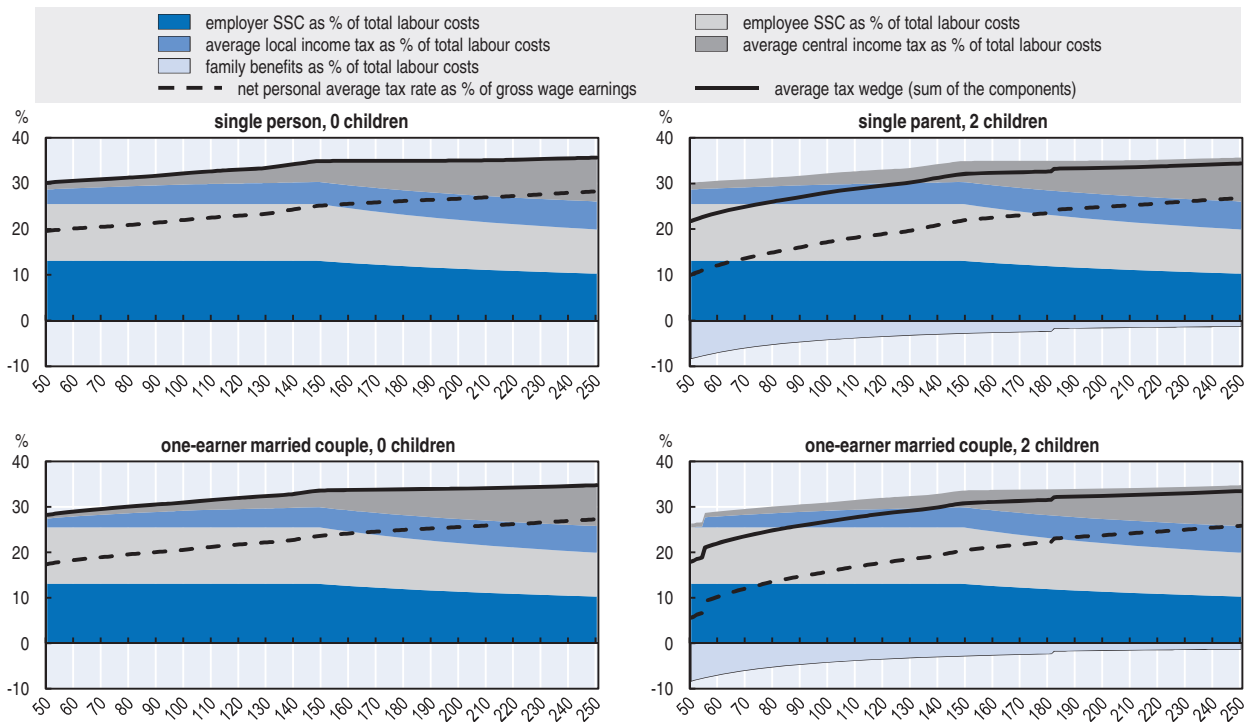 employer SSC as % of total labour costs
employee SSC as % of total labour costs
average local income tax as % of total labour costs
average central income tax as % of total labour costs
family benefits as % of total labour costs
net personal average tax rate as % of gross wage earnings
average tax wedge (sum of the components)
%
single person, 0 children
40
30
20
10
0
-10
50 60 70 80 90 100 110 120 130 140 150 160 170 180 190 200 210 220 230 240 250
%
single parent, 2 children
40
30
20
10
0
-10
50 60 70 80 90 100 110 120 130 140 150 160 170 180 190 200 210 220 230 240 250
%
one-earner married couple, 0 children
40
30
20
10
0
-10
50 60 70 80 90 100 110 120 130 140 150 160 170 180 190 200 210 220 230 240 250
%
one-earner married couple, 2 children
40
30
20
10
0
-10
50 60 70 80 90 100 110 120 130 140 150 160 170 180 190 200 210 220 230 240 250